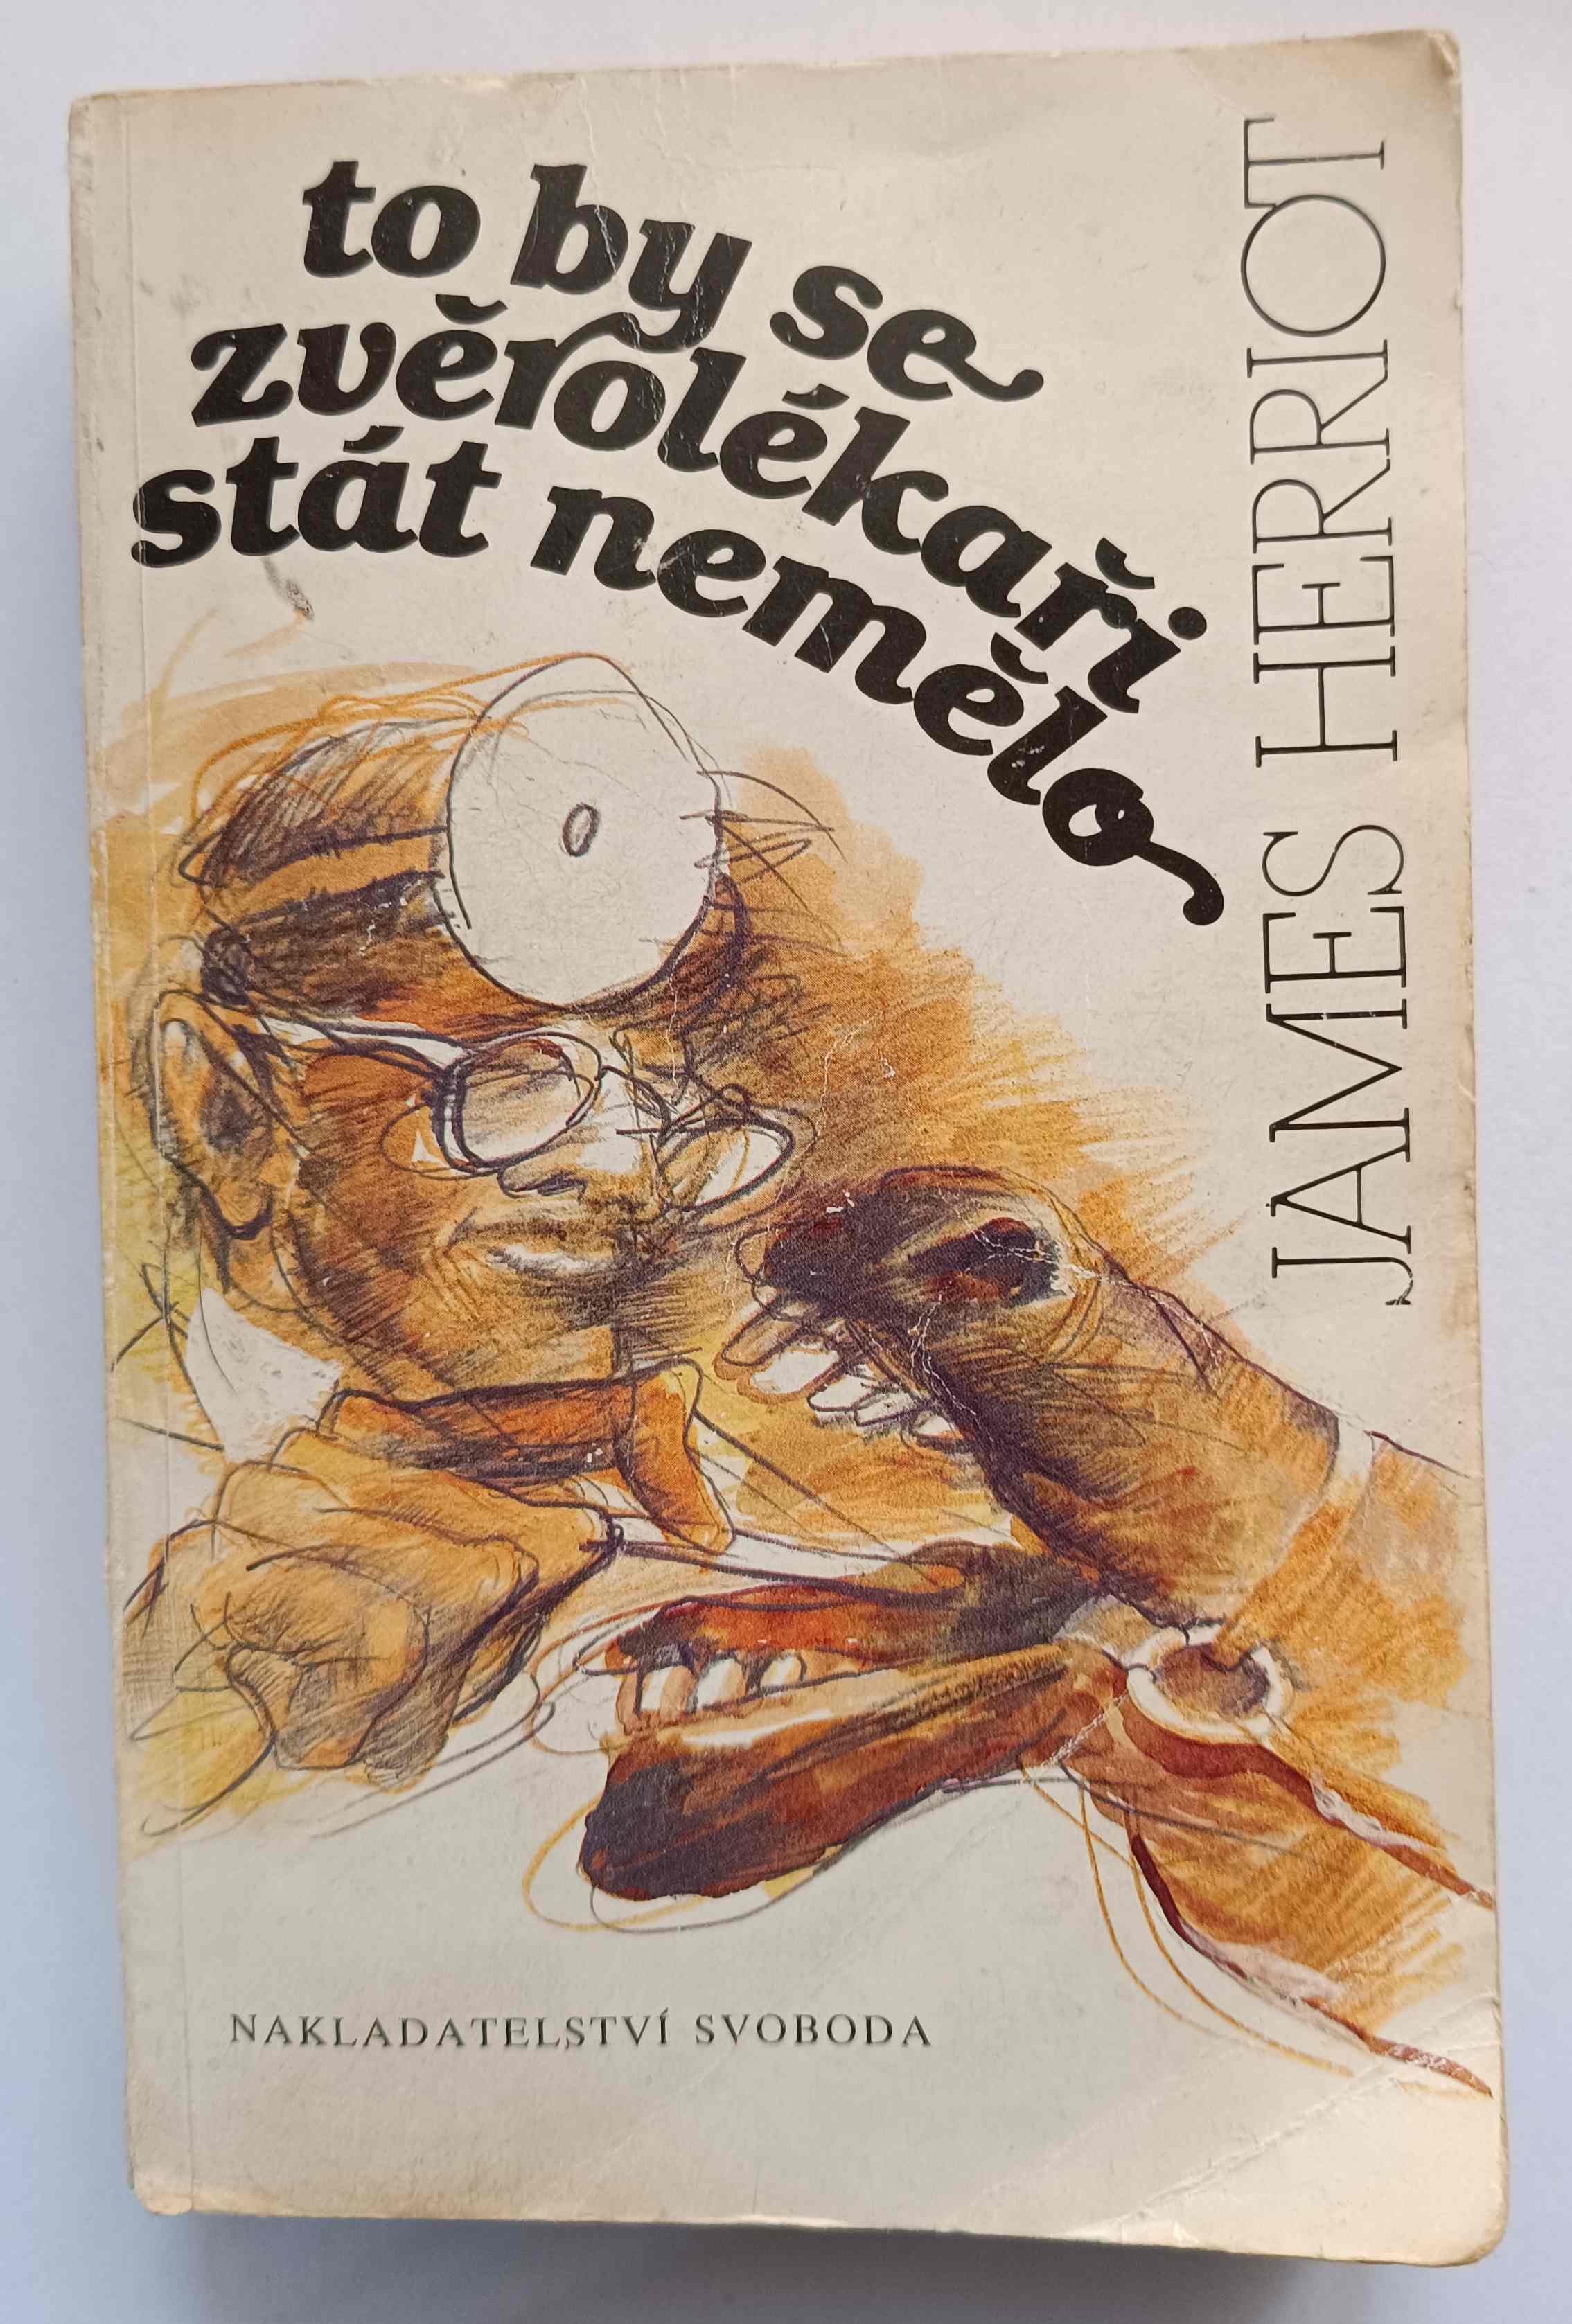 to by se
zvěrolékaři
stát nemělo
JAMES HERRIOT
NAKLADATELSTVÍ SVOBODA